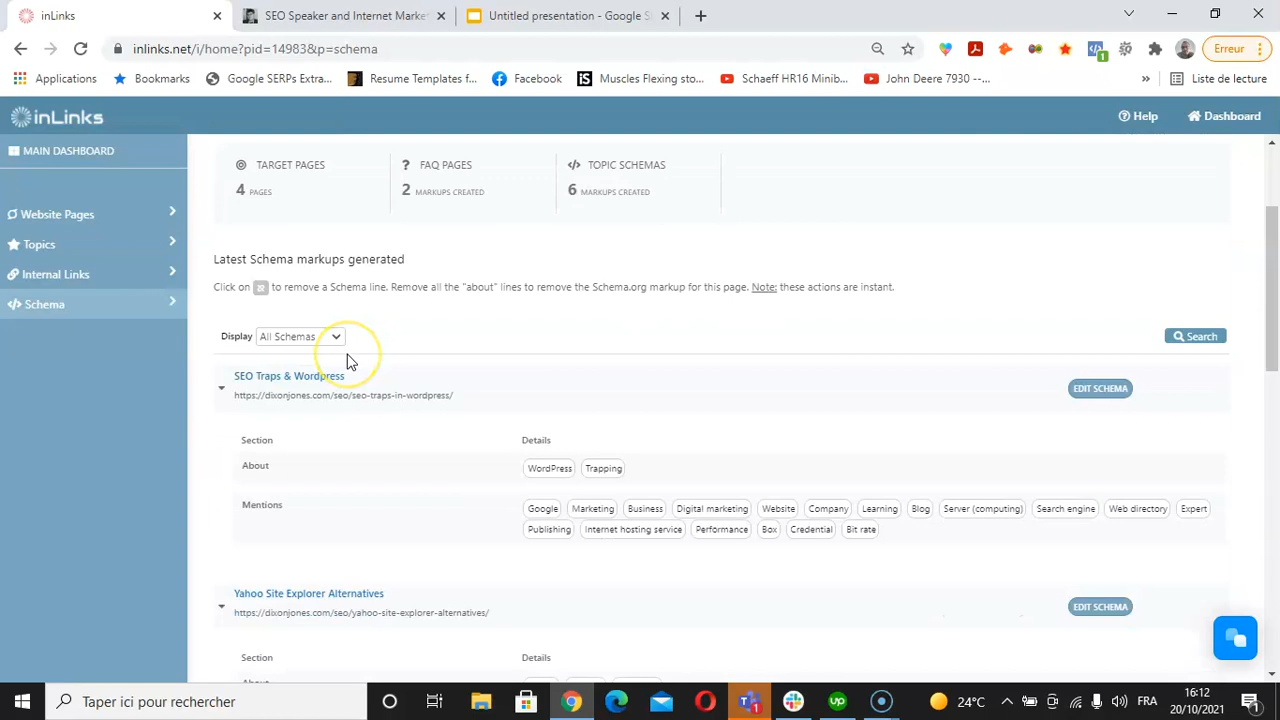 inLinks
SEO Speaker and Internet Market
Untitled presentation - Google S
inlinks.net/i/home?pid=14983&p=schema
1
Erreur
Applications
Bookmarks
Google SERPs Extra...
Resume Templates f...
Facebook
Muscles Flexing sto...
Schaeff HR16 Minib...
John Deere 7930 --...
»
Liste de lecture
inLinks
Help
Dashboard
MAIN DASHBOARD
Website Pages
Topics
Internal Links
Schema
TARGET PAGES
4 PAGES
FAQ PAGES
2 MARKUPS CREATED
TOPIC SCHEMAS
6 MARKUPS CREATED
Latest Schema markups generated
Click on to remove a Schema line. Remove all the "about" lines to remove the Schema.org markup for this page. Note: these actions are instant.
Display All Schemas
Search
SEO Traps & Wordpress
https://dixonjones.com/seo/seo-traps-in-wordpress/
EDIT SCHEMA
Section Details
About WordPress Trapping
Mentions Google Marketing Business Digital marketing Website Company Learning Blog Server (computing) Search engine Web directory Expert
Publishing Internet hosting service Performance Box Credential Bit rate
Yahoo Site Explorer Alternatives
https://dixonjones.com/seo/yahoo-site-explorer-alternatives/
EDIT SCHEMA
Section Details
About
Taper ici pour rechercher
24°C
FRA
16:12
20/10/2021